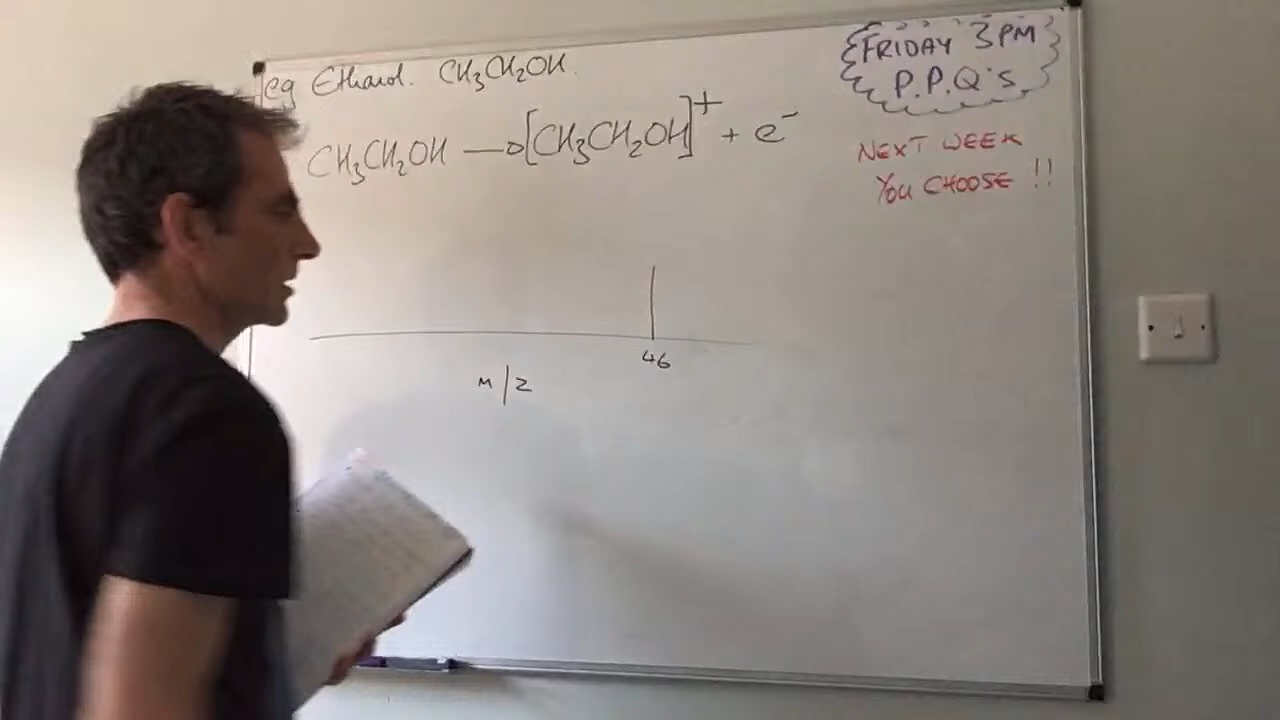 eg Ethanol. CH₃CH₂OH.
CH₃CH₂OH → [CH₃CH₂OH]⁺ + e⁻
46
m/z
FRIDAY 3PM
P.P.Q's
NEXT WEEK
YOU CHOOSE !!